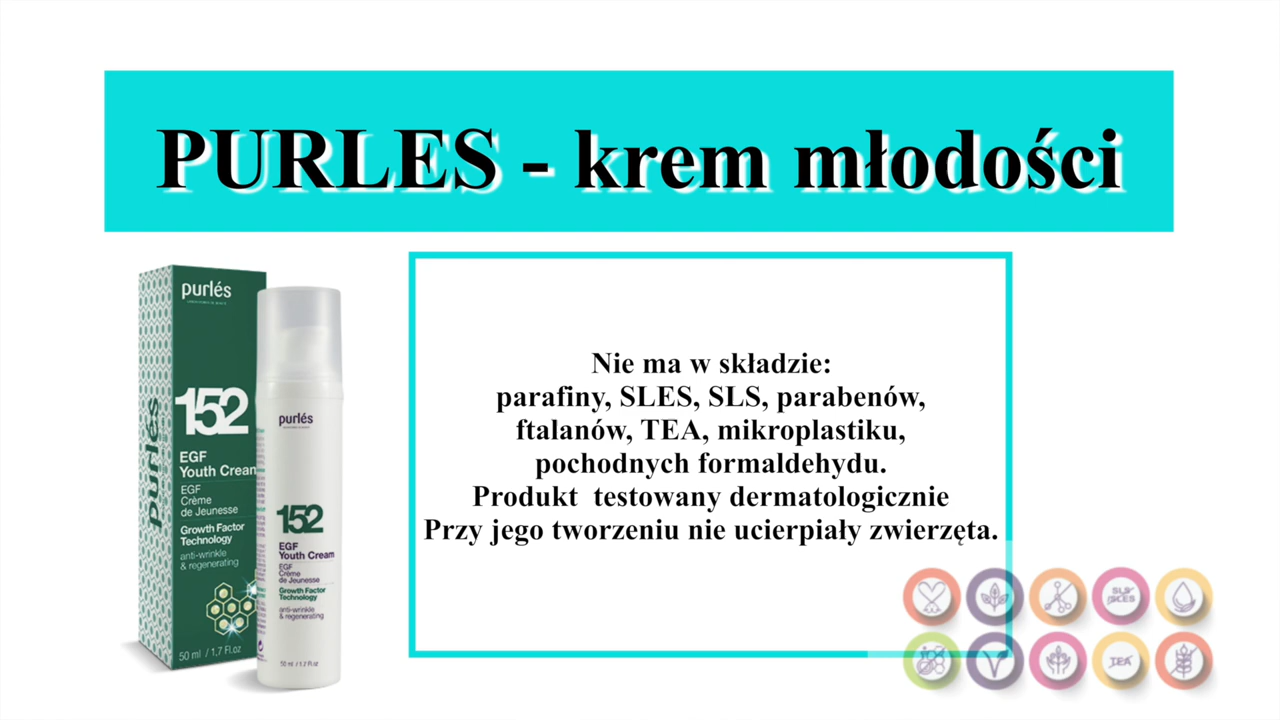 PURLES - krem młodości
purlés
152
EGF
Youth Cream
EGF
Crème
de Jeunesse
Growth Factor
Technology
anti-wrinkle
& regenerating
50 ml / 1,7 Fl.oz
purlés
purlés
152
EGF
Youth Cream
EGF
Crème
de Jeunesse
Growth Factor
Technology
anti-wrinkle
& regenerating
50 ml / 1,7 Fl.oz
Nie ma w składzie:
parafiny, SLES, SLS, parabenów,
ftalanów, TEA, mikroplastiku,
pochodnych formaldehydu.
Produkt testowany dermatologicznie
Przy jego tworzeniu nie ucierpiały zwierzęta.
SLS
SLES
TEA